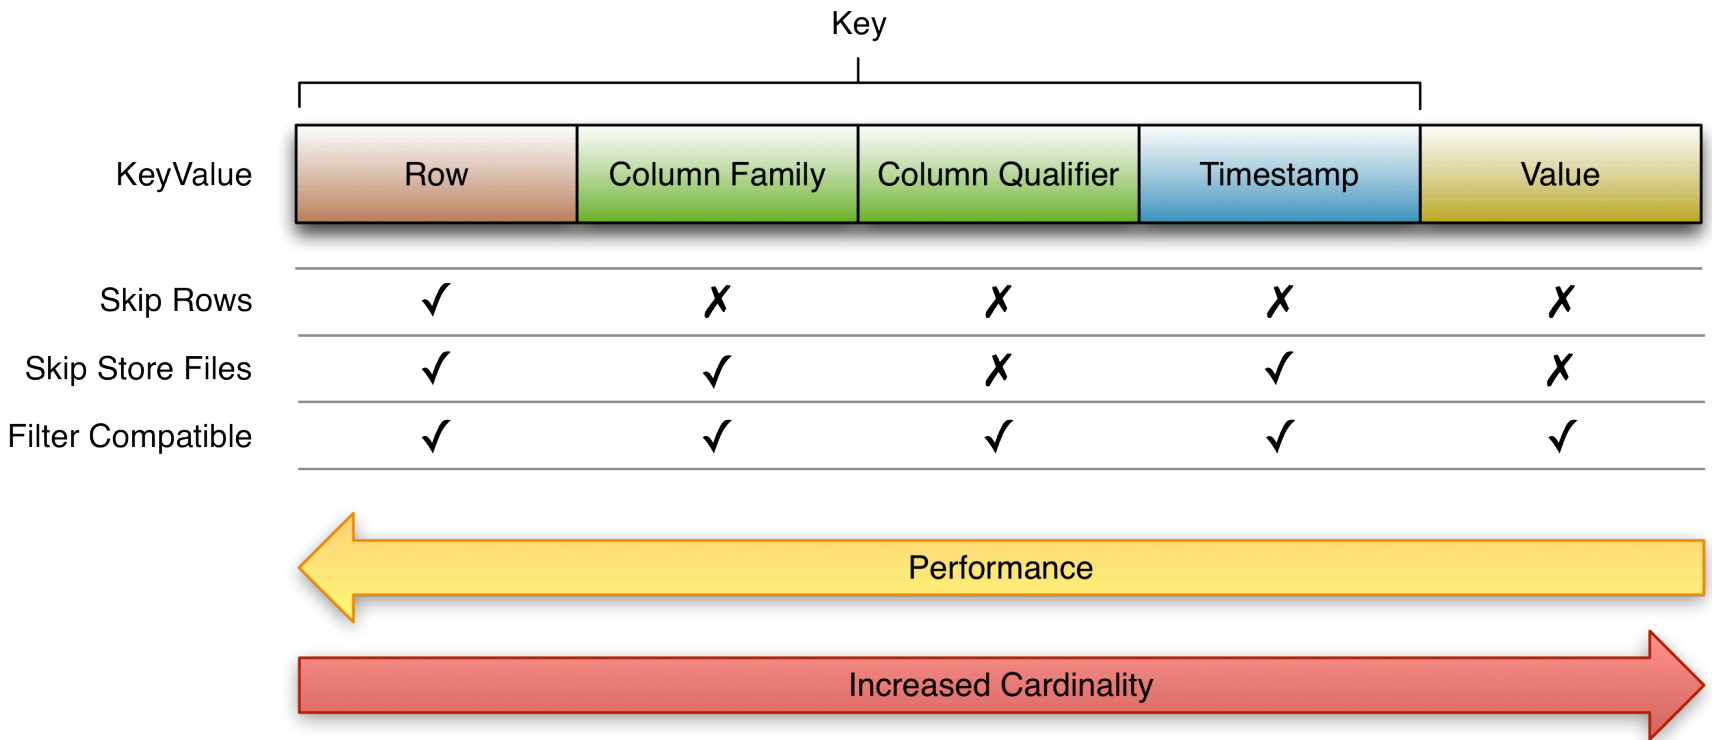 Key
KeyValue Row Column Family Column Qualifier Timestamp Value
Skip Rows ✓ ✗ ✗ ✗ ✗
Skip Store Files ✓ ✓ ✗ ✓ ✗
Filter Compatible ✓ ✓ ✓ ✓ ✓
Performance
Increased Cardinality